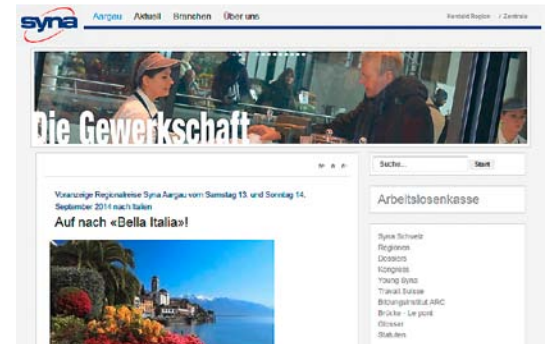 syna
Aargau Aktuell Branchen Über uns
Kontakt Region / Zentrale
Die Gewerkschaft.
Suche... Start
Voranzeige Regionalreise Syna Aargau vom Samstag 13. und Sonntag 14.
September 2014 nach Italien
Auf nach «Bella Italia»!
Arbeitslosenkasse
Syna Schweiz
Regionen
Dossiers
Kongress
Young Syna
Travail.Suisse
Bildungsinstitut ARC
Brücke - Le pont
Glossar
Statuten